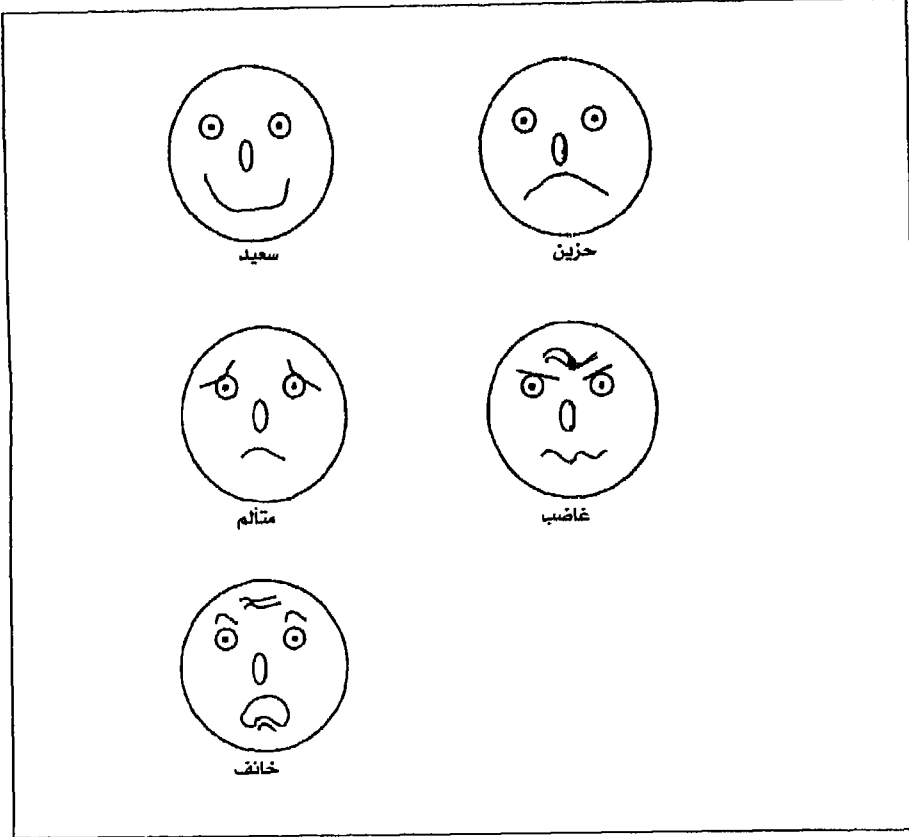 حزين
سعيد
غاضب
متألم
خائف